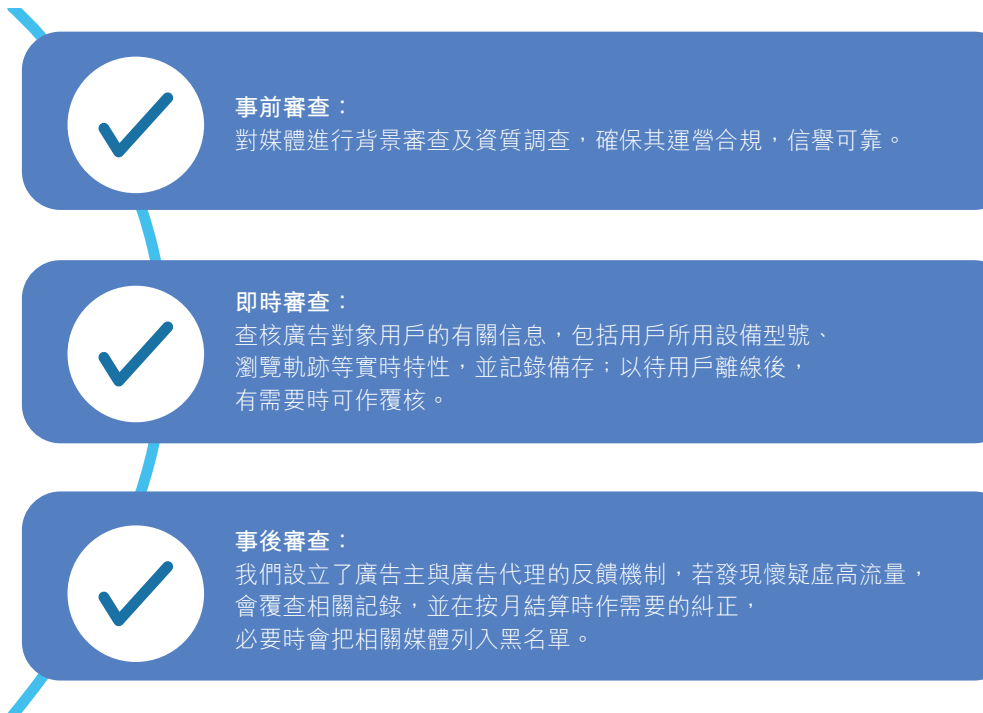 事前審查：
對媒體進行背景審查及資質調查，確保其運營合規，信譽可靠。
即時審查：
查核廣告對象用戶的有關信息，包括用戶所用設備型號、
瀏覽軌跡等實時特性，並記錄備存；以待用戶離線後，
有需要時可作覆核。
事後審查：
我們設立了廣告主與廣告代理的反饋機制，若發現懷疑虛高流量，
會覆查相關記錄，並在按月結算時作需要的糾正，
必要時會把相關媒體列入黑名單。